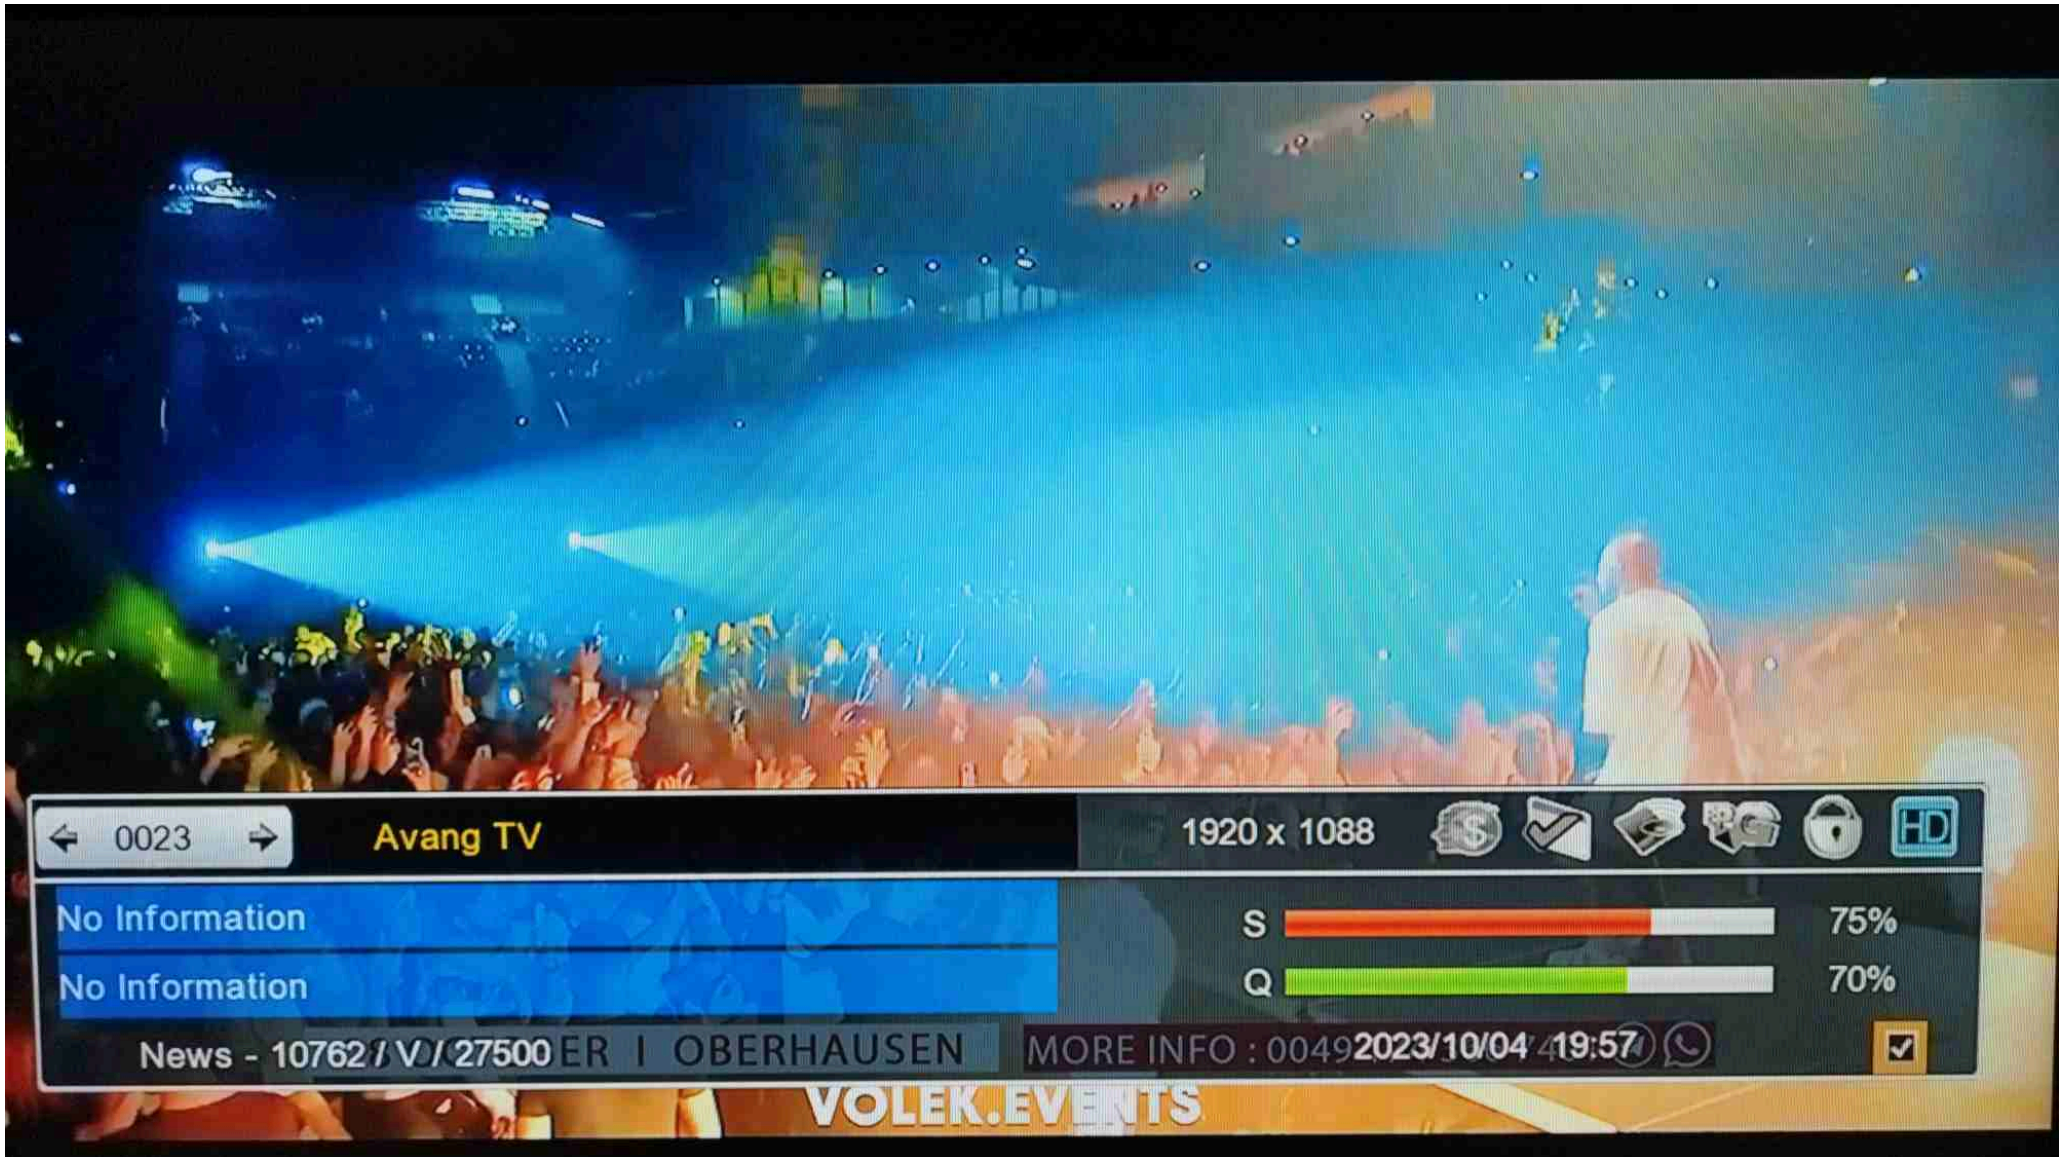 0023
Avang TV
1920 x 1088
HD
No Information
No Information
S 75%
Q 70%
News - 10762 / V / 27500
ER | OBERHAUSEN
MORE INFO : 0049
2023/10/04 19:57
VOLEK.EVENTS